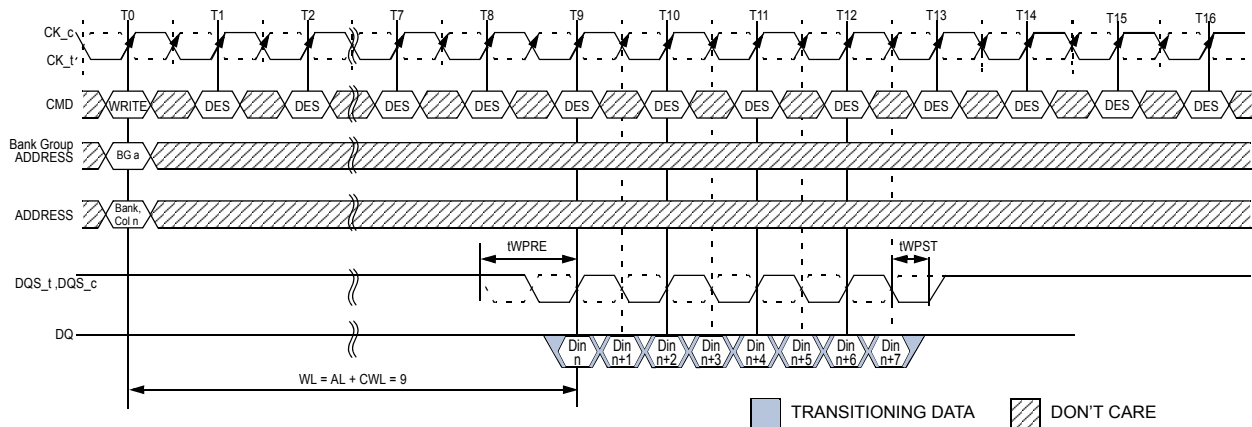 T0 T1 T2 T7 T8 T9 T10 T11 T12 T13 T14 T15 T16
CK_c
CK_t
CMD WRITE DES DES DES DES DES DES DES DES DES DES DES DES
Bank Group
ADDRESS
BG a
ADDRESS
Bank,
Col n
tWPRE tWPST
DQS_t ,DQS_c
DQ
Din Din Din Din Din Din Din Din
n n+1 n+2 n+3 n+4 n+5 n+6 n+7
WL = AL + CWL = 9
TRANSITIONING DATA DON'T CARE